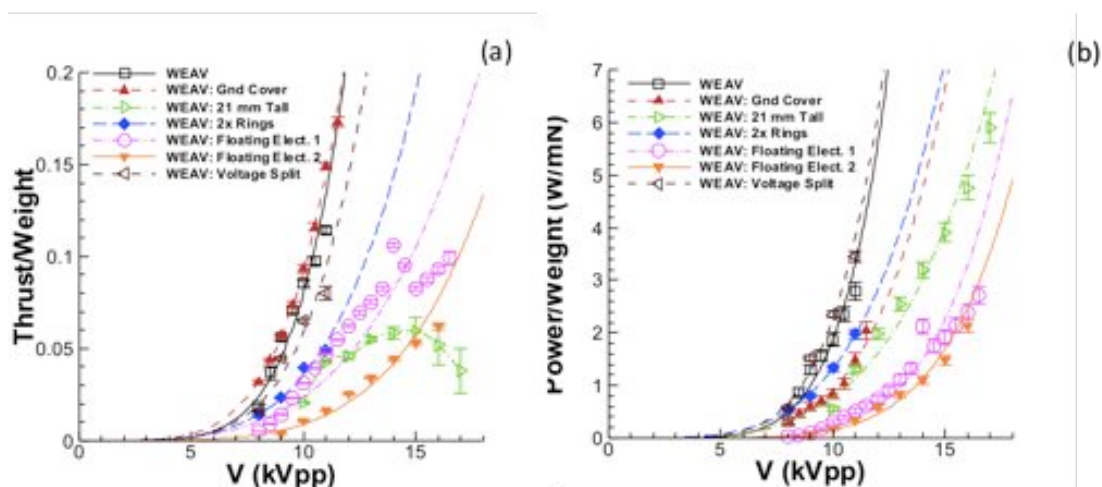 (a)
0.2
0.15
0.1
0.05
0
Thrust/Weight
WEAV
WEAV: Gnd Cover
WEAV: 21 mm Tall
WEAV: 2x Rings
WEAV: Floating Elect. 1
WEAV: Floating Elect. 2
WEAV: Voltage Split
0 5 10 15
V (kVpp)
(b)
7
6
5
4
3
2
1
0
Power/weight (W/mN)
WEAV
WEAV: Gnd Cover
WEAV: 21 mm Tall
WEAV: 2x Rings
WEAV: Floating Elect. 1
WEAV: Floating Elect. 2
WEAV: Voltage Split
0 5 10 15
V (kVpp)